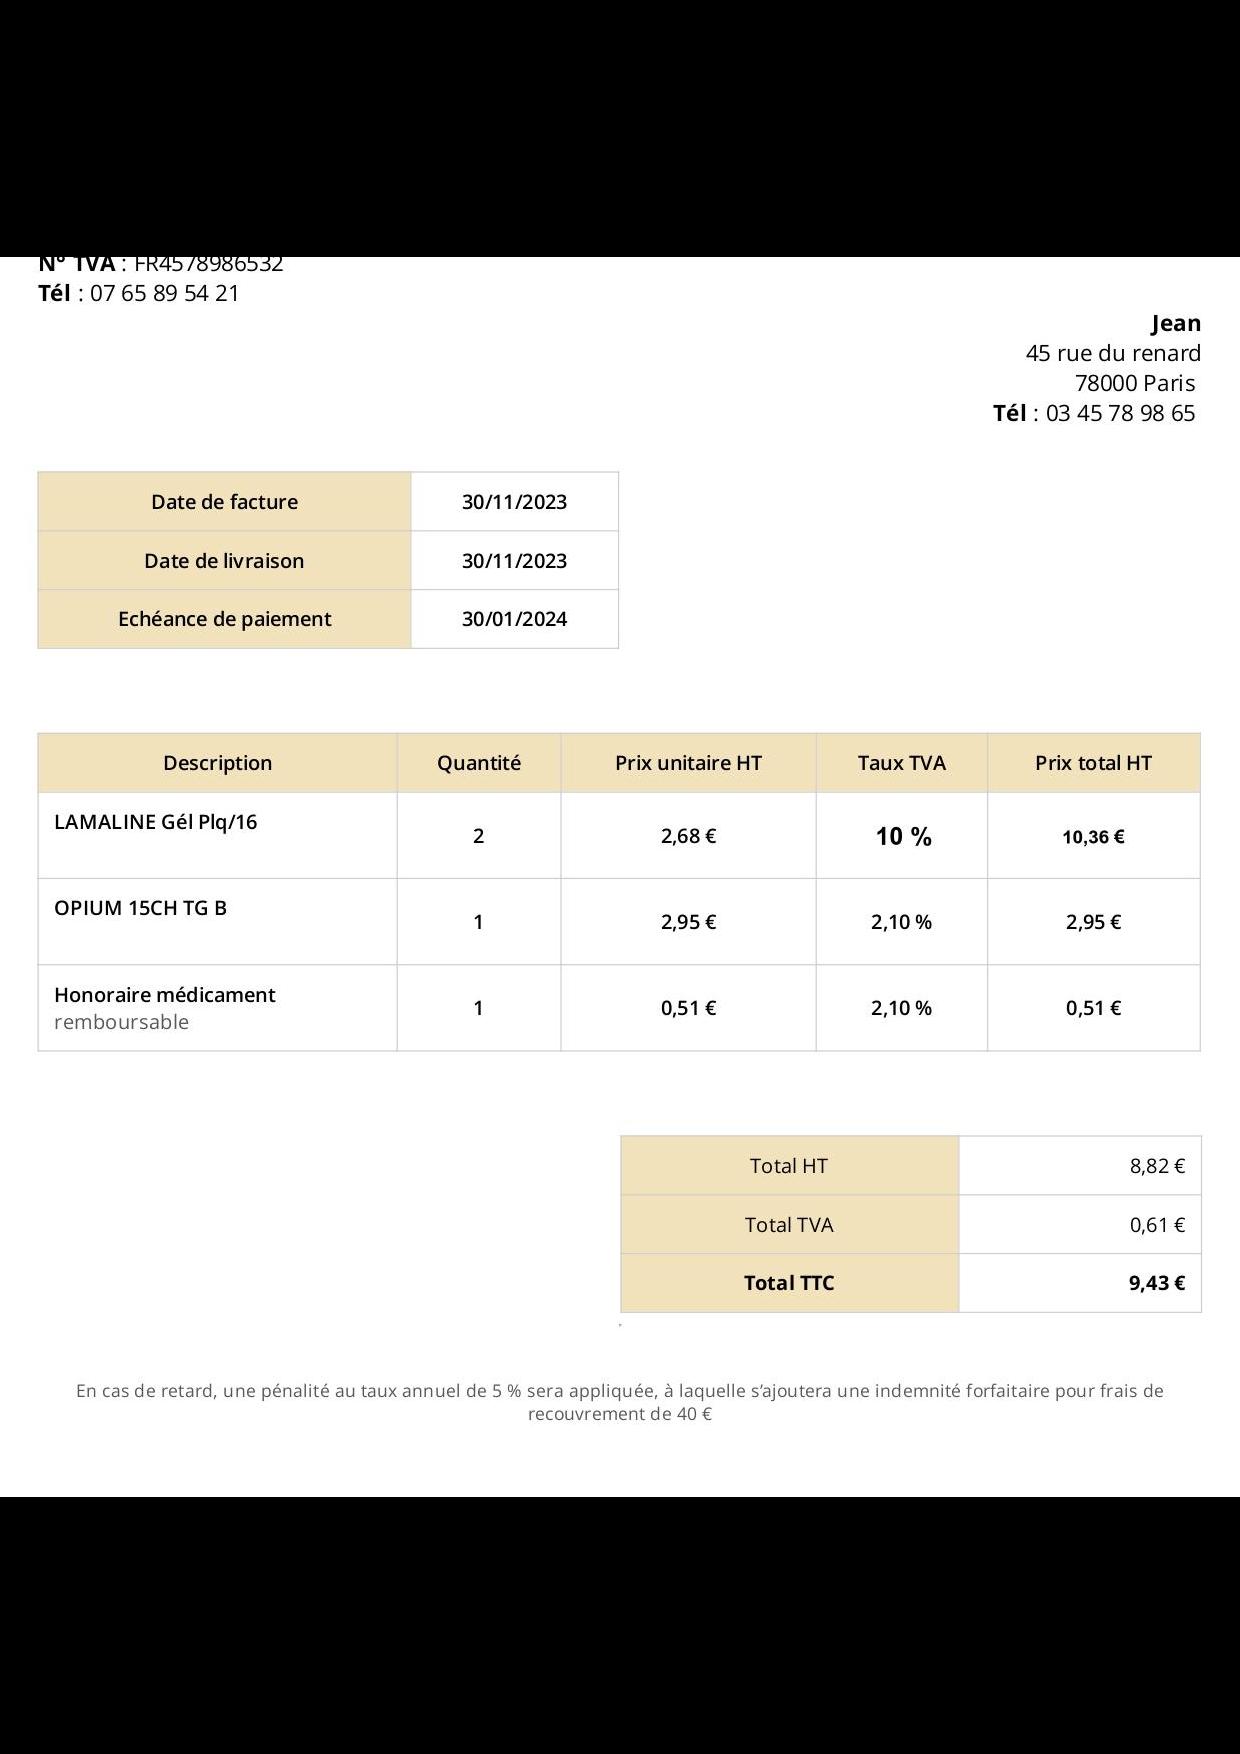 N° TVA : FR4578986532
Tél : 07 65 89 54 21
Jean
45 rue du renard
78000 Paris
Tél : 03 45 78 98 65
Date de facture 30/11/2023
Date de livraison 30/11/2023
Echéance de paiement 30/01/2024
Description Quantité Prix unitaire HT Taux TVA Prix total HT
LAMALINE Gél Plq/16 2 2,68 € 10 % 10,36 €
OPIUM 15CH TG B 1 2,95 € 2,10 % 2,95 €
Honoraire médicament
remboursable 1 0,51 € 2,10 % 0,51 €
Total HT 8,82 €
Total TVA 0,61 €
Total TTC 9,43 €
En cas de retard, une pénalité au taux annuel de 5 % sera appliquée, à laquelle s’ajoutera une indemnité forfaitaire pour frais de
recouvrement de 40 €